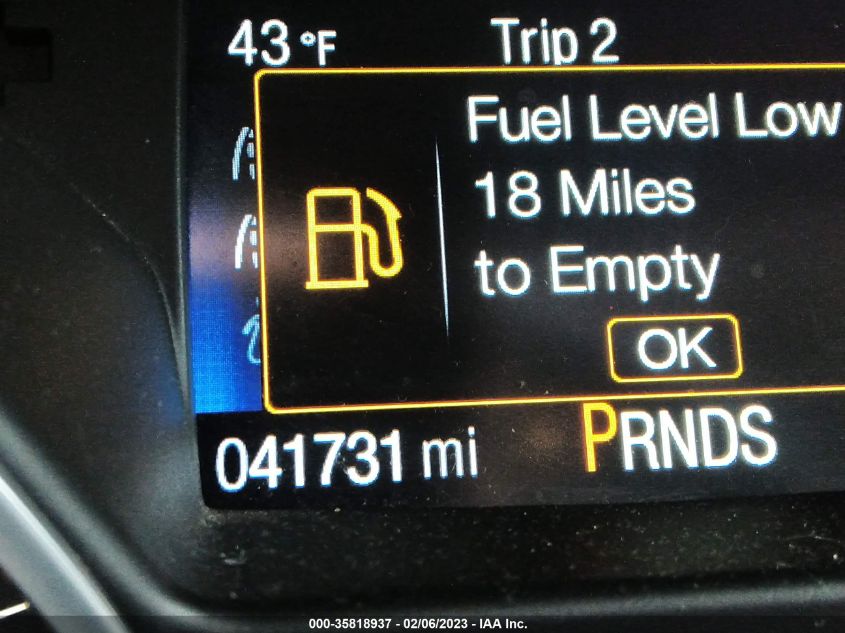 43 °F Trip 2
Fuel Level Low
18 Miles
to Empty
OK
041731 mi PRNDS
000-35818937 - 02/06/2023 - IAA Inc.